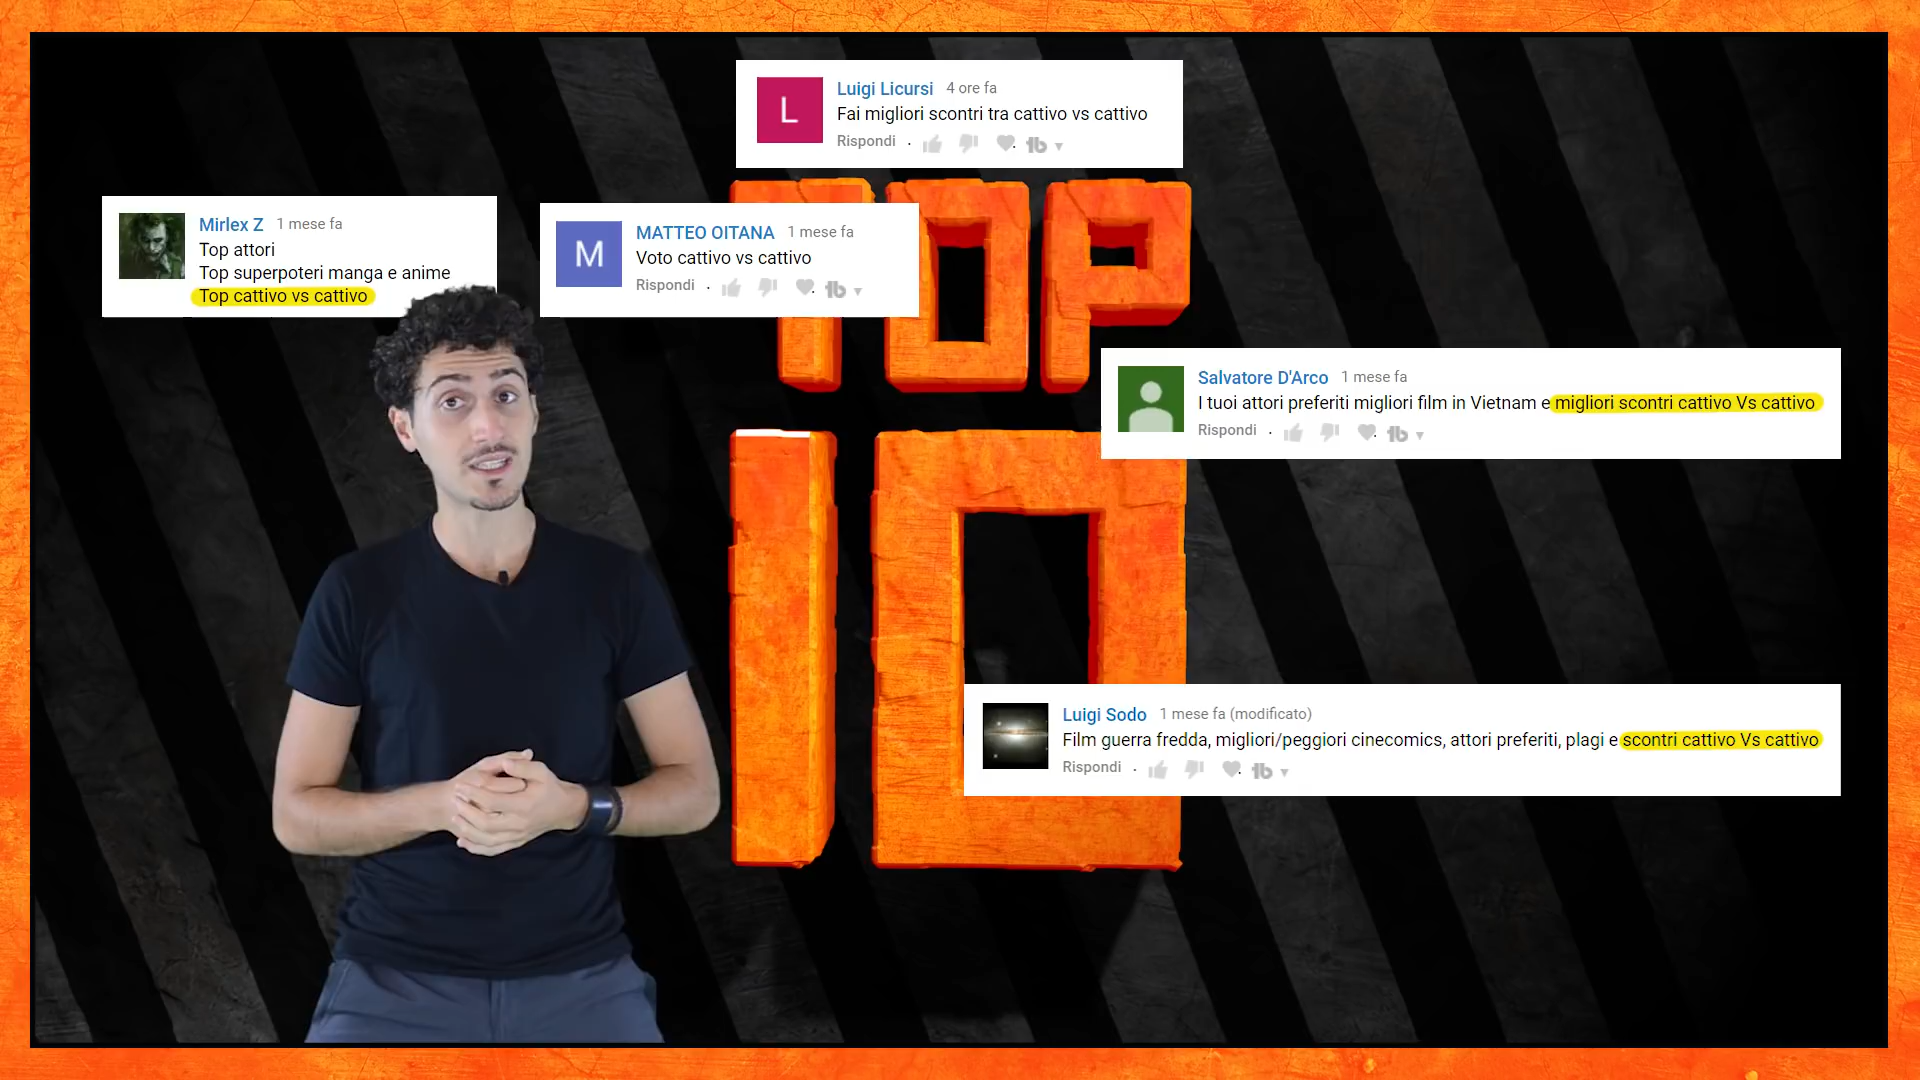 Luigi Licursi 4 ore fa
Fai migliori scontri tra cattivo vs cattivo
Rispondi
L
Mirlex Z 1 mese fa
Top attori
Top superpoteri manga e anime
Top cattivo vs cattivo
MATTEO OITANA 1 mese fa
Voto cattivo vs cattivo
Rispondi
M
TOP
10
Salvatore D'Arco 1 mese fa
I tuoi attori preferiti migliori film in Vietnam e migliori scontri cattivo Vs cattivo
Rispondi
Luigi Sodo 1 mese fa (modificato)
Film guerra fredda, migliori/peggiori cinecomics, attori preferiti, plagi e scontri cattivo Vs cattivo
Rispondi